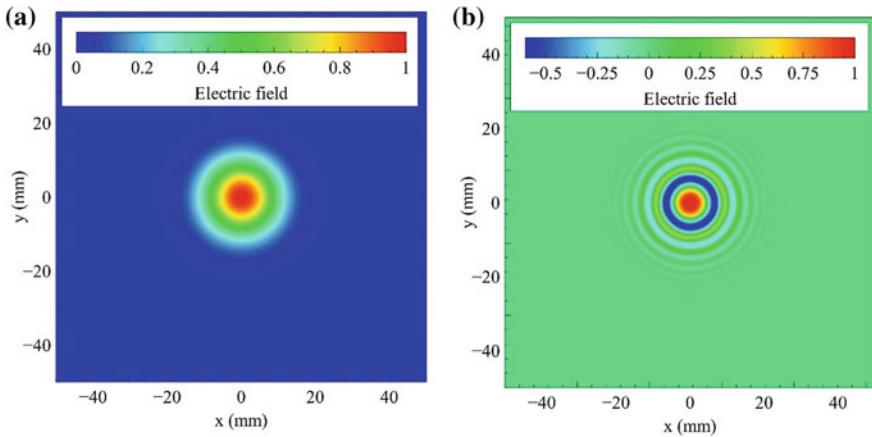 (a)
0 0.2 0.4 0.6 0.8 1
Electric field
40
20
0
−20
−40
y (mm)
−40 −20 0 20 40
x (mm)
(b)
−0.5 −0.25 0 0.25 0.5 0.75 1
Electric field
40
20
0
−20
−40
y (mm)
−40 −20 0 20 40
x (mm)